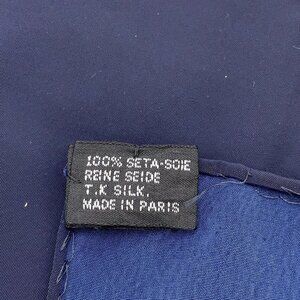 100% SETA-SOIE
REINE SEIDE
T.K SILK.
MADE IN PARIS